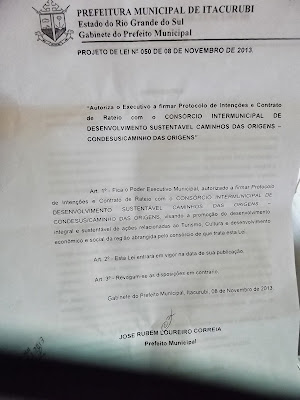 PREFEITURA MUNICIPAL DE ITACURUBI
Estado do Rio Grande do Sul
Gabinete do Prefeito Municipal
PROJETO DE LEI Nº 050 DE 08 DE NOVEMBRO DE 2013.
"Autoriza o Executivo a firmar Protocolo de Intenções e Contrato
de Rateio com o CONSÓRCIO INTERMUNICIPAL DE
DESENVOLVIMENTO SUSTENTAVEL CAMINHOS DAS ORIGENS –
CONDESUS/CAMINHO DAS ORIGENS"
Art. 1º - Fica o Poder Executivo Municipal, autorizado a firmar Protocolo
de Intenções e Contrato de Rateio com o CONSÓRCIO INTERMUNICIPAL DE
DESENVOLVIMENTO SUSTENTAVEL CAMINHOS DAS ORIGENS –
CONDESUS/CAMINHO DAS ORIGENS, visando a promoção do desenvolvimento
integral e sustentável de ações relacionadas ao Turismo, Cultura e desenvolvimento
econômico e social da região abrangida pelo consórcio de que trata esta Lei.
Art. 2º - Esta Lei entrará em vigor na data de sua publicação.
Art. 3º - Revogam-se as disposições em contrário.
Gabinete do Prefeito Municipal, Itacurubi, 08 de Novembro de 2013.
JOSE RUBEM LOUREIRO CORREIA
Prefeito Municipal